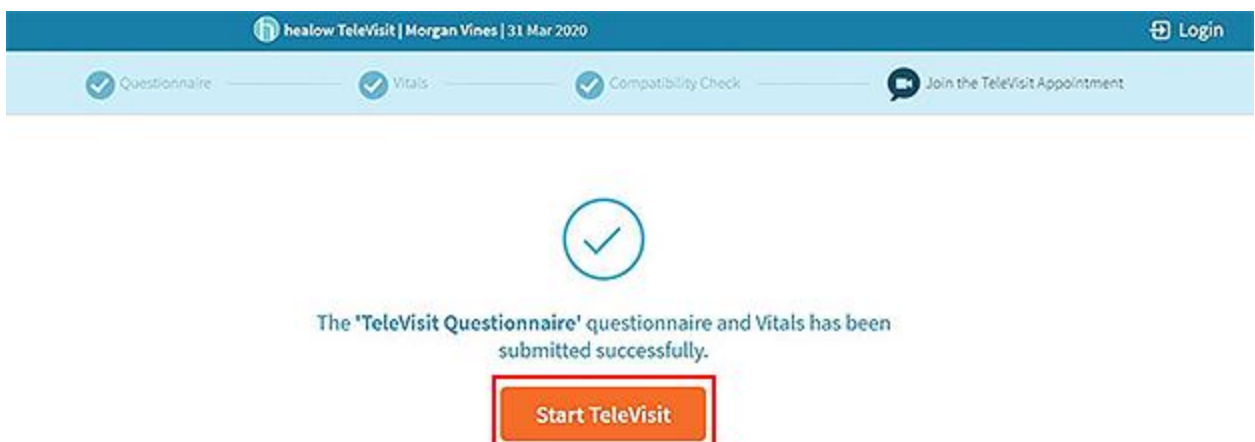 healow TeleVisit | Morgan Vines | 31 Mar 2020
Login
Questionnaire
Vitals
Compatibility Check
Join the TeleVisit Appointment
The 'TeleVisit Questionnaire' questionnaire and Vitals has been
submitted successfully.
Start TeleVisit